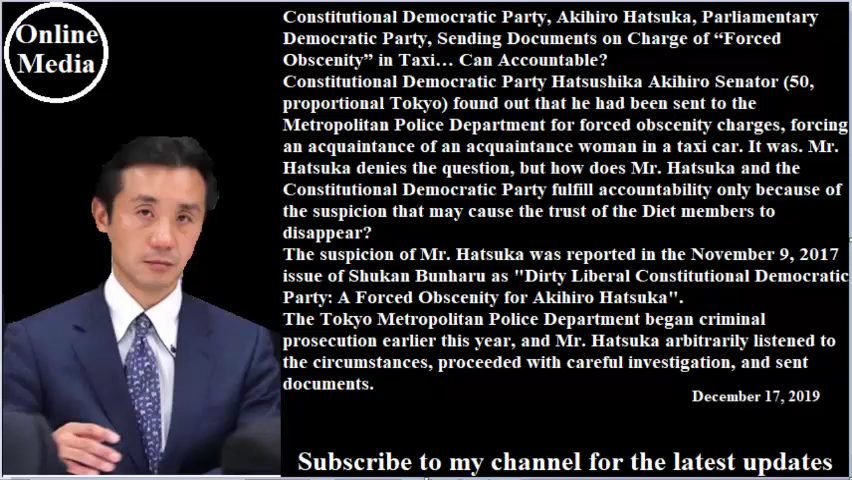 Online
Media
Constitutional Democratic Party, Akihiro Hatsuka, Parliamentary
Democratic Party, Sending Documents on Charge of “Forced
Obscenity” in Taxi… Can Accountable?
Constitutional Democratic Party Hatsushika Akihiro Senator (50,
proportional Tokyo) found out that he had been sent to the
Metropolitan Police Department for forced obscenity charges, forcing
an acquaintance of an acquaintance woman in a taxi car. It was. Mr.
Hatsuka denies the question, but how does Mr. Hatsuka and the
Constitutional Democratic Party fulfill accountability only because of
the suspicion that may cause the trust of the Diet members to
disappear?
The suspicion of Mr. Hatsuka was reported in the November 9, 2017
issue of Shukan Bunharu as "Dirty Liberal Constitutional Democratic
Party: A Forced Obscenity for Akihiro Hatsuka".
The Tokyo Metropolitan Police Department began criminal
prosecution earlier this year, and Mr. Hatsuka arbitrarily listened to
the circumstances, proceeded with careful investigation, and sent
documents.
December 17, 2019
Subscribe to my channel for the latest updates